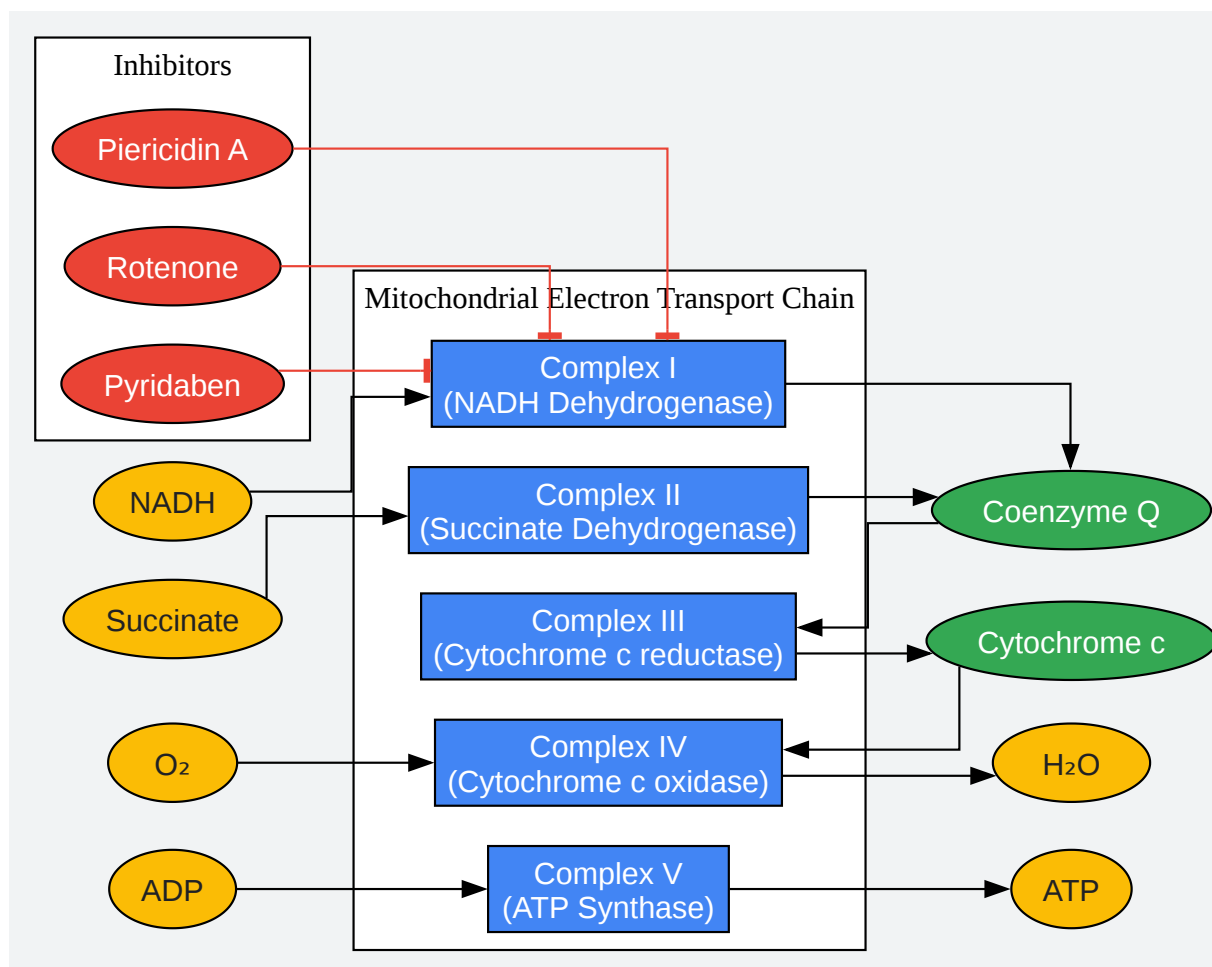 Inhibitors
Piericidin A
Rotenone
Pyridaben
Mitochondrial Electron Transport Chain
Complex I
(NADH Dehydrogenase)
NADH
Complex II
(Succinate Dehydrogenase)
Coenzyme Q
Succinate
Complex III
(Cytochrome c reductase)
Cytochrome c
O₂
Complex IV
(Cytochrome c oxidase)
H₂O
ADP
Complex V
(ATP Synthase)
ATP